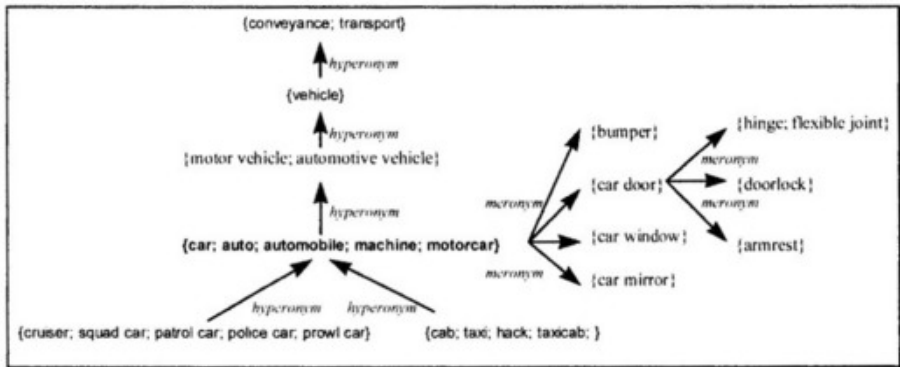 {conveyance; transport}
hyperonym
{vehicle}
hyperonym
{motor vehicle; automotive vehicle}
hyperonym
{car; auto; automobile; machine; motorcar}
hyperonym
hyperonym
{cruiser; squad car; patrol car; police car; prowl car}
{cab; taxi; hack; taxicab; }
meronym
meronym
{bumper}
{car door}
{car window}
{car mirror}
meronym
meronym
{hinge; flexible joint}
{doorlock}
{armrest}